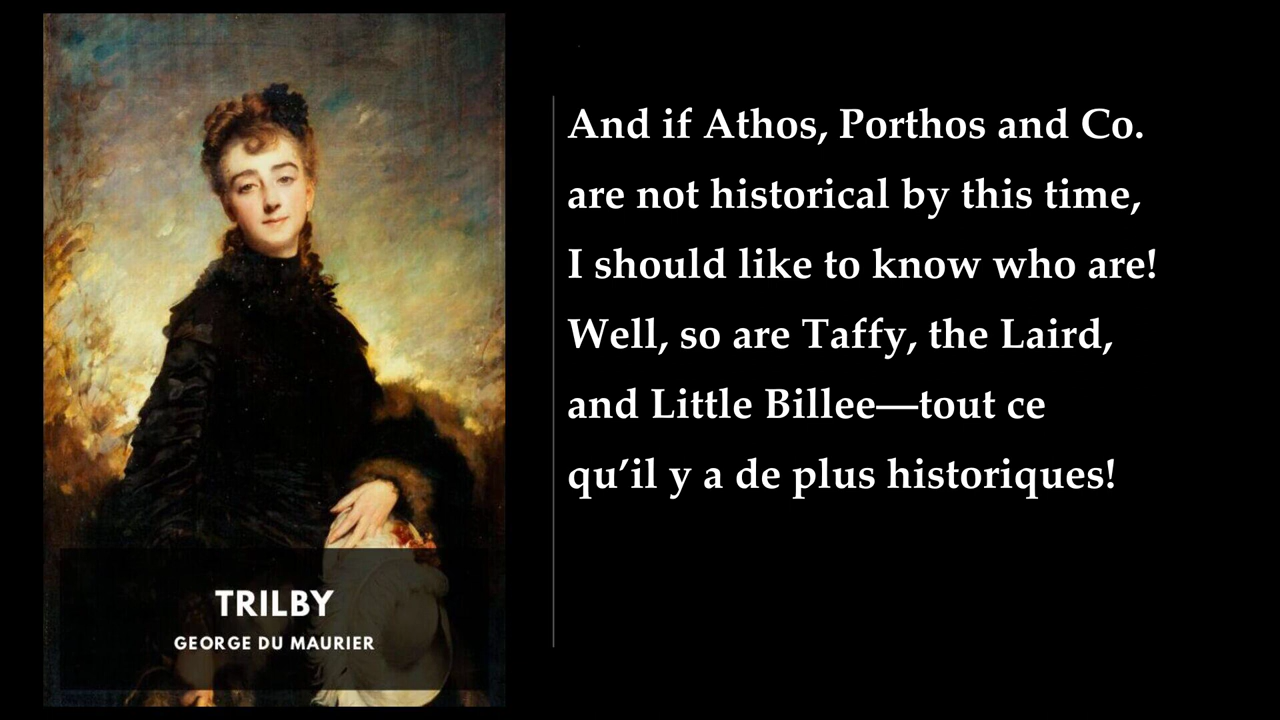 TRILBY
GEORGE DU MAURIER
And if Athos, Porthos and Co.
are not historical by this time,
I should like to know who are!
Well, so are Taffy, the Laird,
and Little Billee—tout ce
qu’il y a de plus historiques!